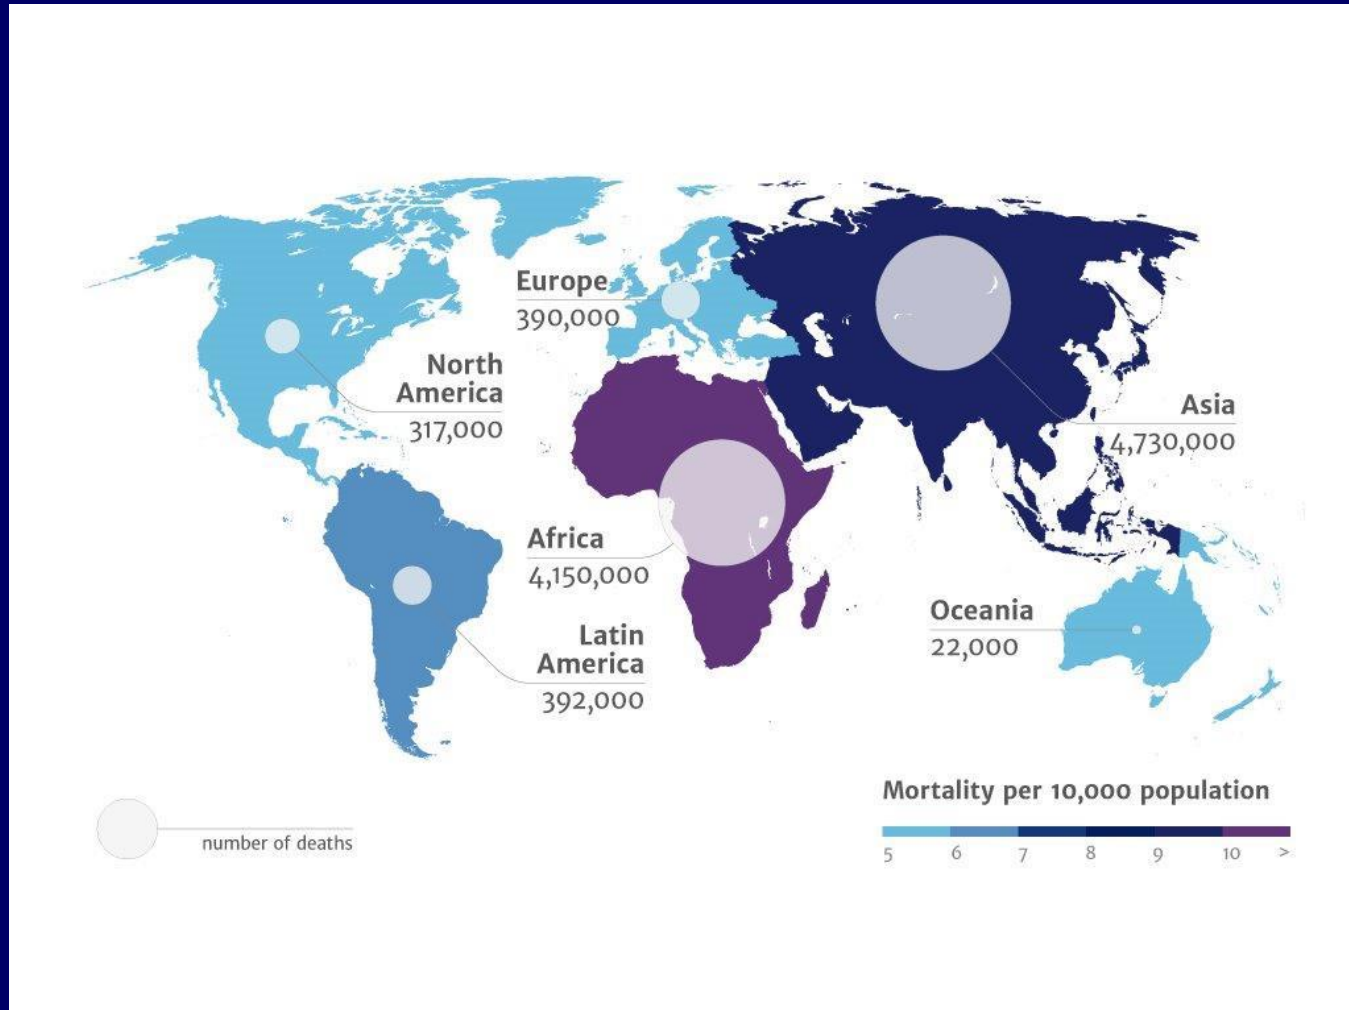 Europe
390,000
North
America
317,000
Asia
4,730,000
Africa
4,150,000
Latin
America
392,000
Oceania
22,000
number of deaths
Mortality per 10,000 population
5 6 7 8 9 10 >